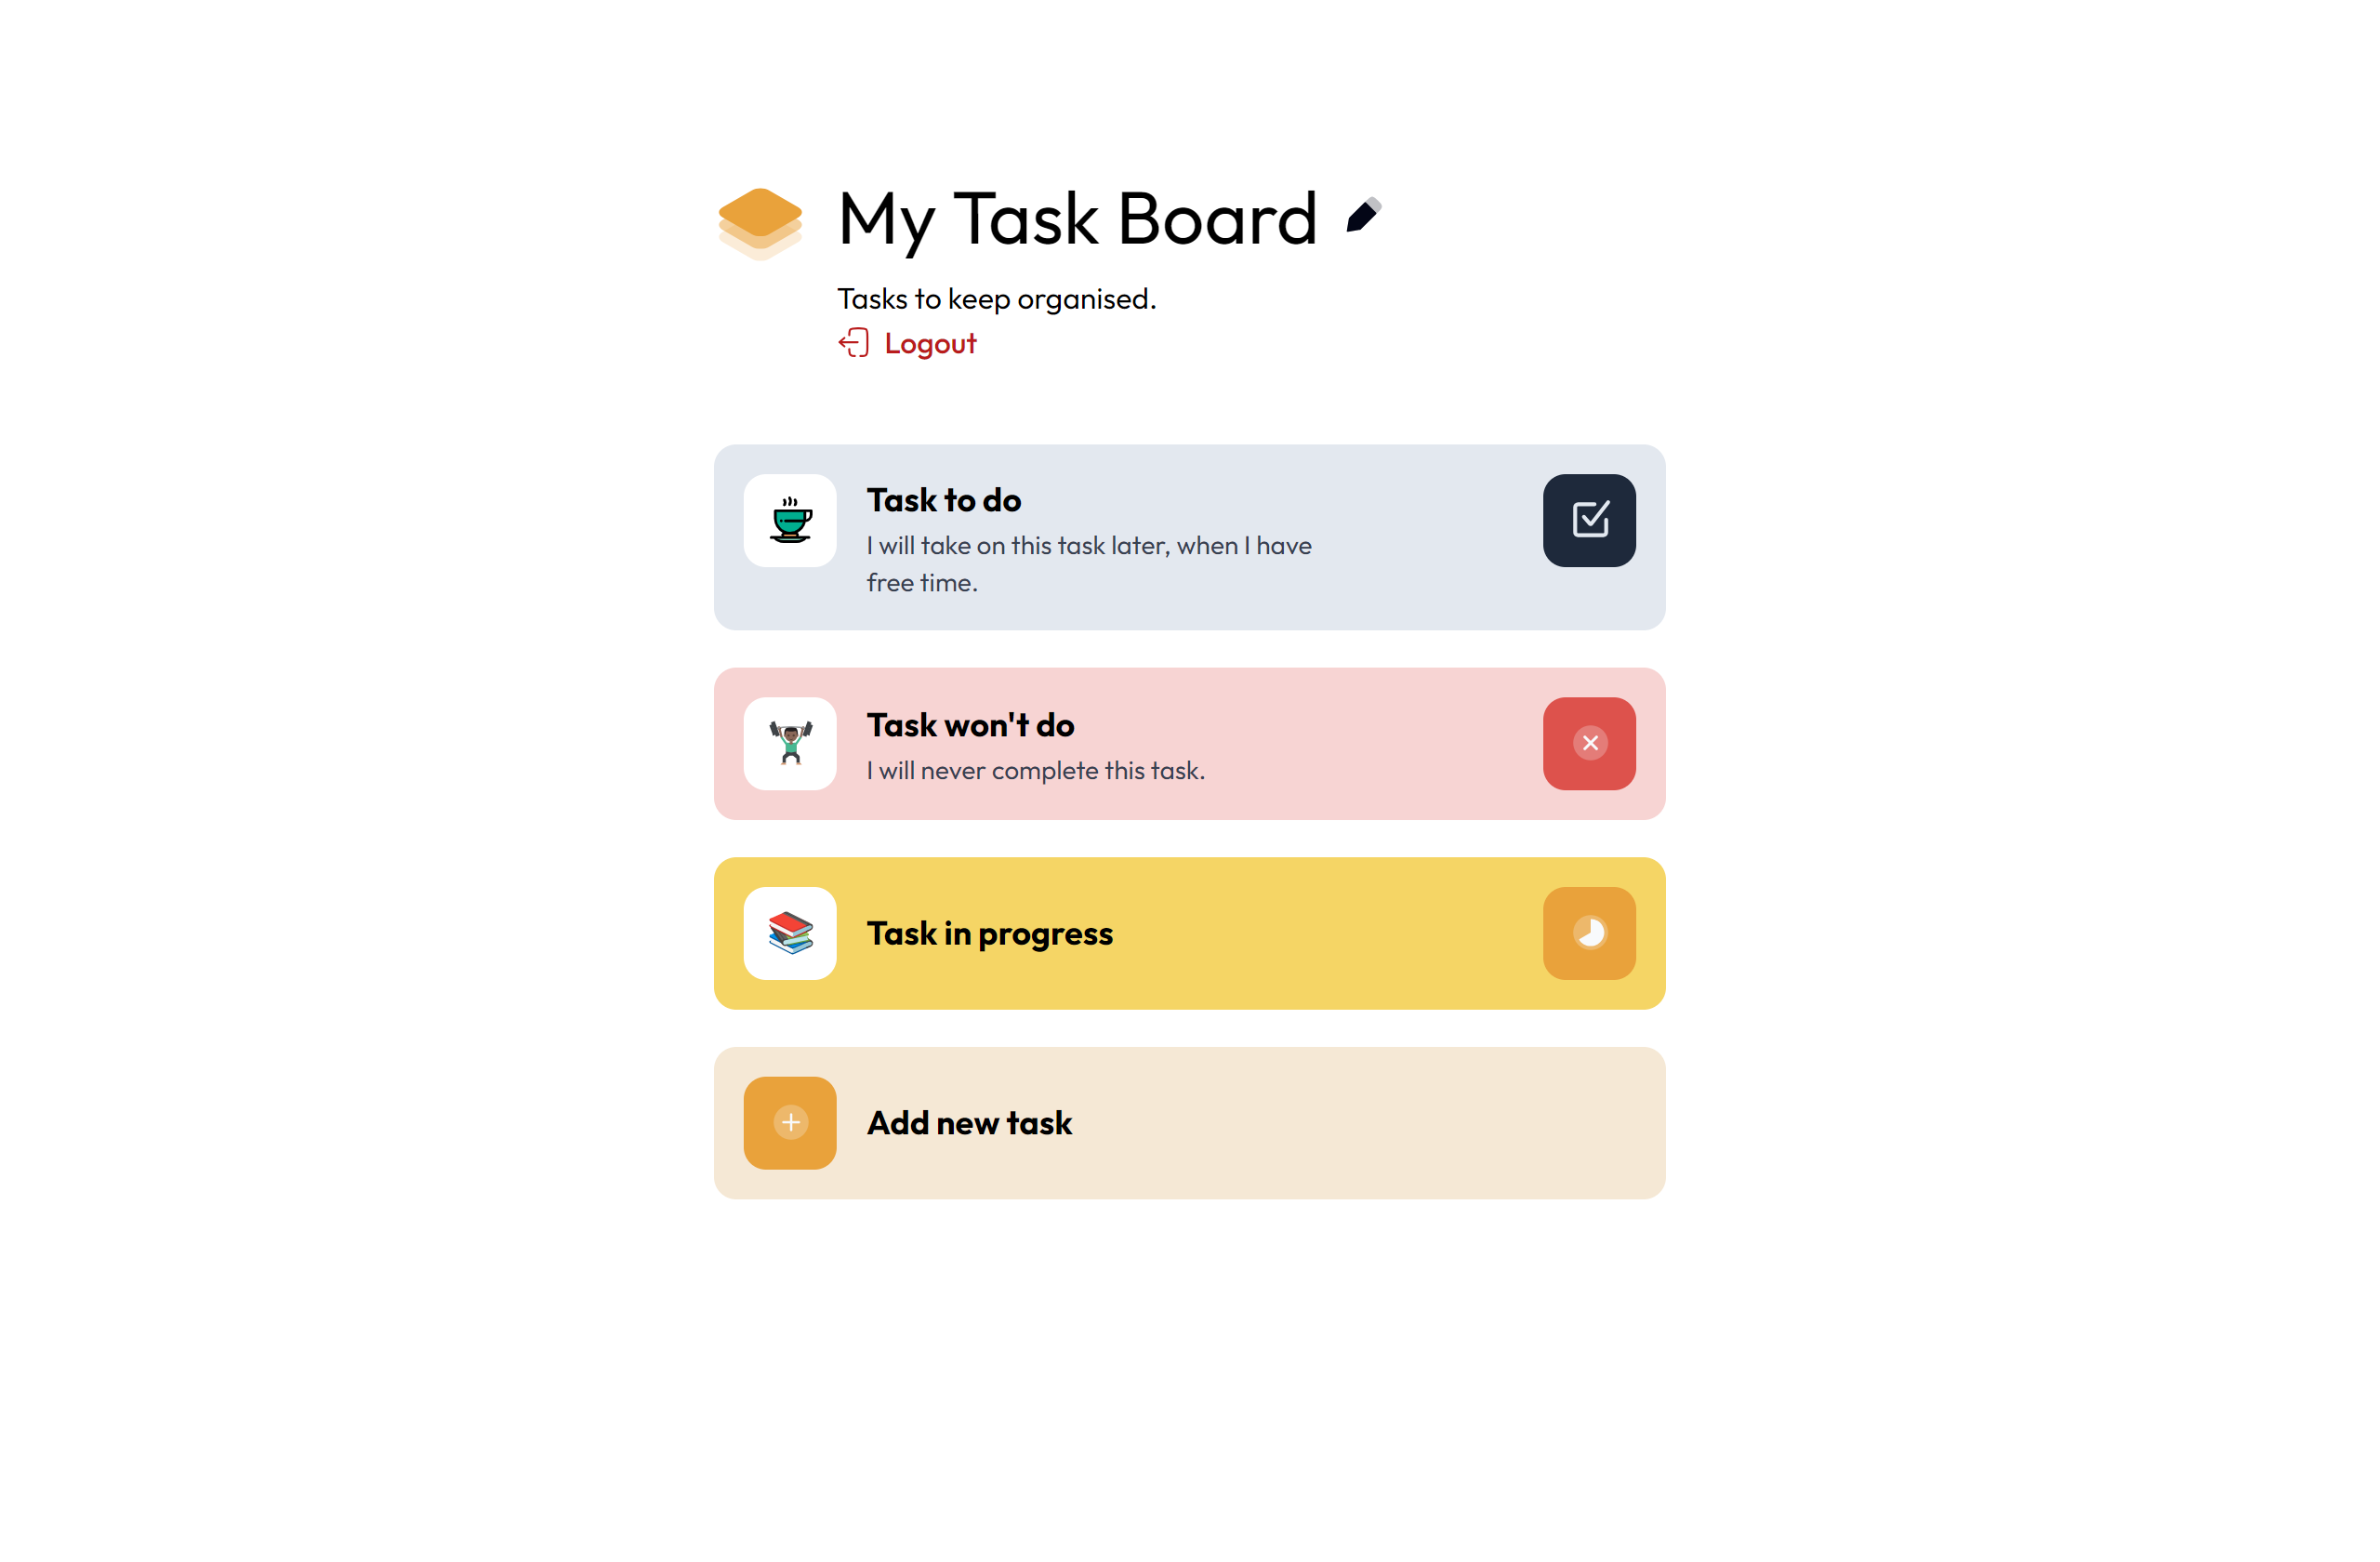 My Task Board
Tasks to keep organised.
Logout
Task to do
I will take on this task later, when I have
free time.
Task won't do
I will never complete this task.
Task in progress
Add new task